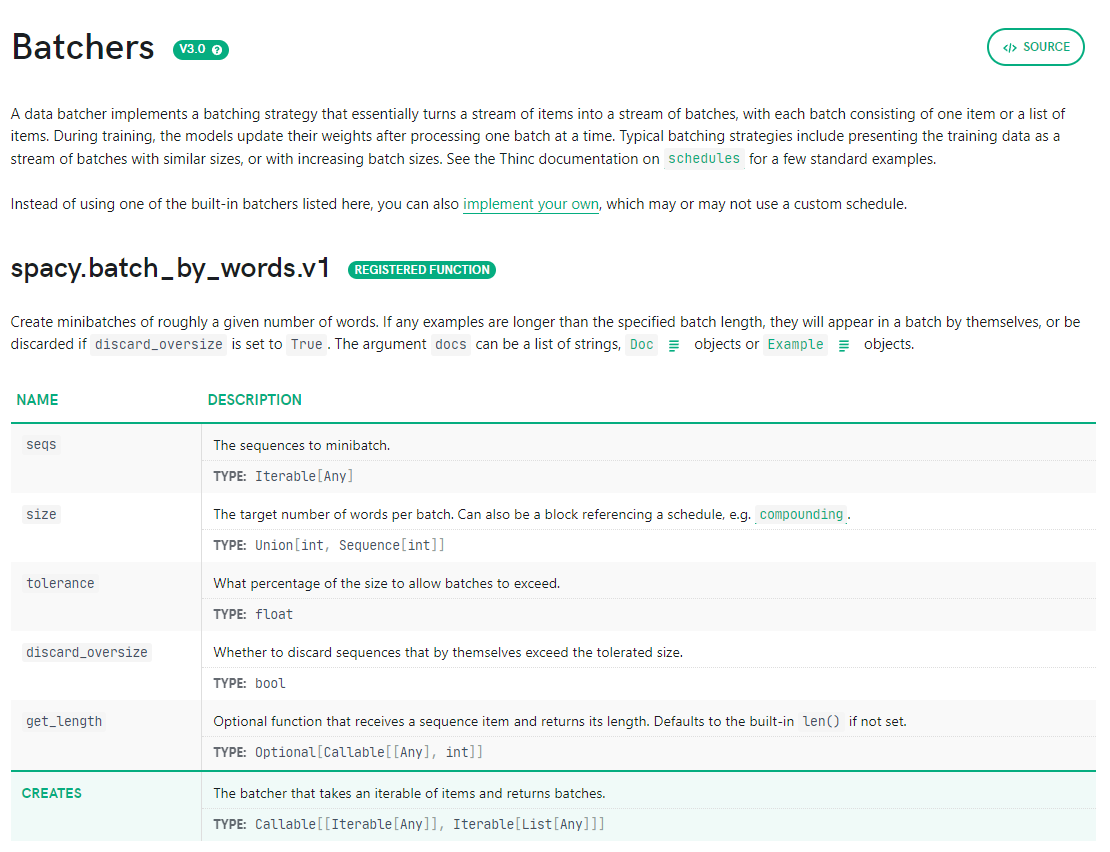 Batchers V3.0 ?
</> SOURCE
A data batcher implements a batching strategy that essentially turns a stream of items into a stream of batches, with each batch consisting of one item or a list of
items. During training, the models update their weights after processing one batch at a time. Typical batching strategies include presenting the training data as a
stream of batches with similar sizes, or with increasing batch sizes. See the Thinc documentation on schedules for a few standard examples.
Instead of using one of the built-in batchers listed here, you can also implement your own, which may or may not use a custom schedule.
spacy.batch_by_words.v1 REGISTERED FUNCTION
Create minibatches of roughly a given number of words. If any examples are longer than the specified batch length, they will appear in a batch by themselves, or be
discarded if discard_oversize is set to True. The argument docs can be a list of strings, Doc objects or Example objects.
NAME DESCRIPTION
seqs The sequences to minibatch.
TYPE: Iterable[Any]
size The target number of words per batch. Can also be a block referencing a schedule, e.g. compounding.
TYPE: Union[int, Sequence[int]]
tolerance What percentage of the size to allow batches to exceed.
TYPE: float
discard_oversize Whether to discard sequences that by themselves exceed the tolerated size.
TYPE: bool
get_length Optional function that receives a sequence item and returns its length. Defaults to the built-in len() if not set.
TYPE: Optional[Callable[[Any], int]]
CREATES The batcher that takes an iterable of items and returns batches.
TYPE: Callable[[Iterable[Any]], Iterable[List[Any]]]